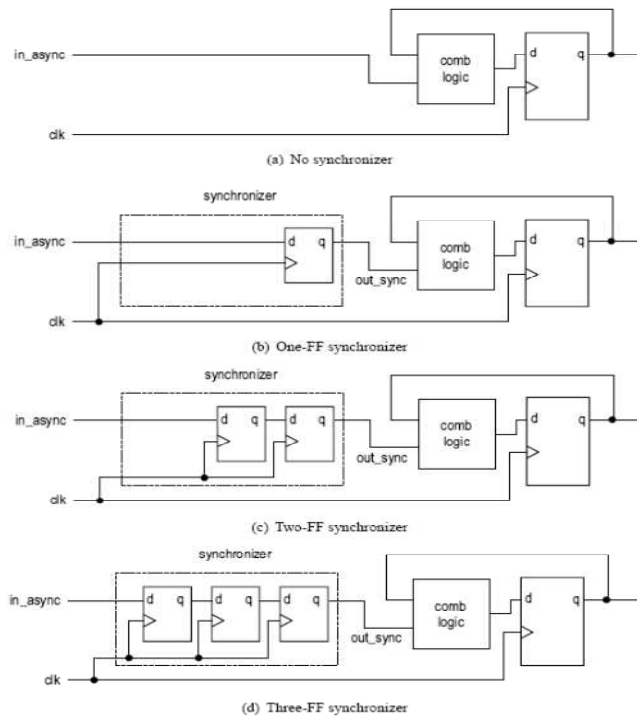 in_async
comb
logic
d q
clk
(a) No synchronizer
synchronizer
in_async
d q
comb
logic
d q
out_sync
clk
(b) One-FF synchronizer
synchronizer
in_async
d q d q
comb
logic
d q
out_sync
clk
(c) Two-FF synchronizer
synchronizer
in_async
d q d q d q
comb
logic
d q
out_sync
clk
(d) Three-FF synchronizer